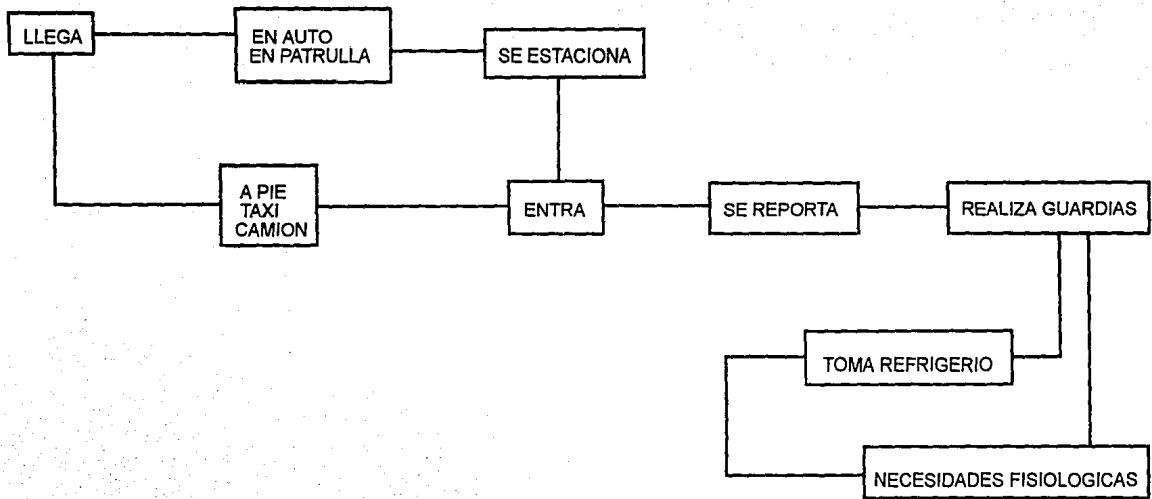 LLEGA
EN AUTO
EN PATRULLA
SE ESTACIONA
A PIE
TAXI
CAMION
ENTRA
SE REPORTA
REALIZA GUARDIAS
TOMA REFRIGERIO
NECESIDADES FISIOLOGICAS